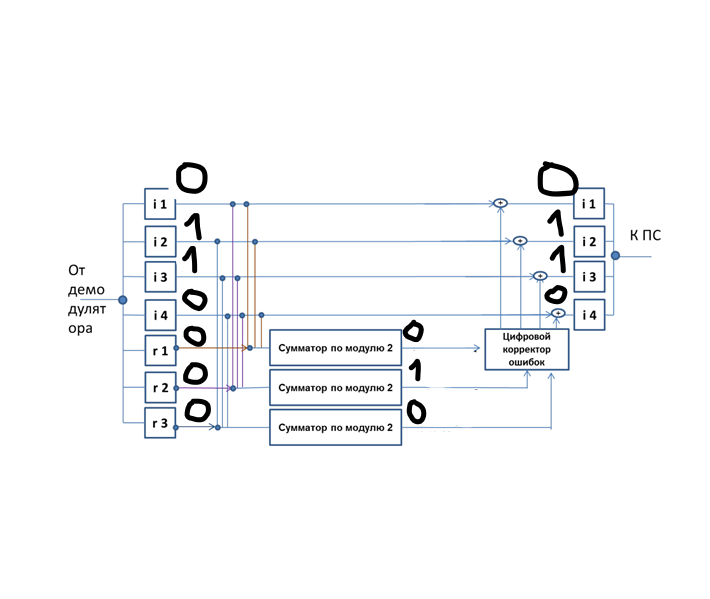 0 0
i 1 i 1
1 1
i 2 i 2
К ПС
1 1
i 3 i 3
От
демо
дулят
ора
0 0
i 4 i 4
0 0
r 1 Сумматор по модулю 2
Цифровой
корректор
ошибок
0 1
r 2 Сумматор по модулю 2
0 0
r 3 Сумматор по модулю 2